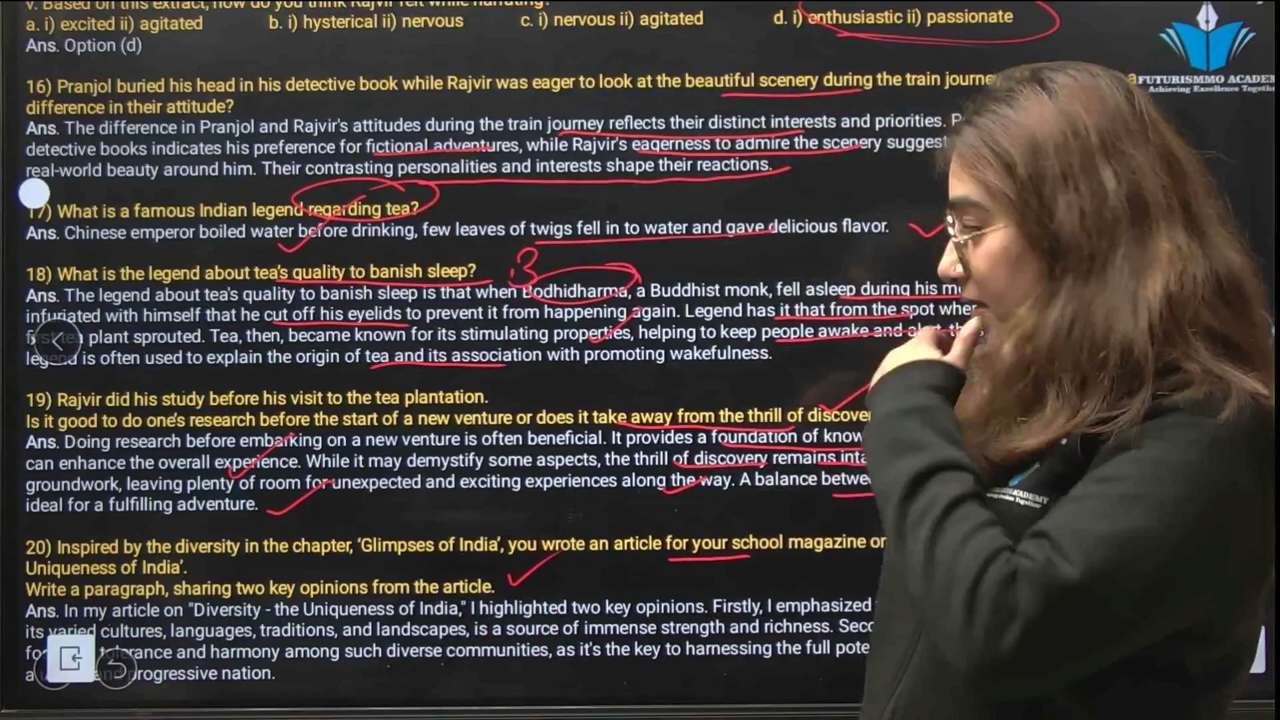 v. Based on this extract, how do you think Rajvir felt while narrating?
a. i) excited ii) agitated b. i) hysterical ii) nervous c. i) nervous ii) agitated d. i) enthusiastic ii) passionate
Ans. Option (d)
FUTURISMMO ACADEM
Achieving Excellence Togeth
16) Pranjol buried his head in his detective book while Rajvir was eager to look at the beautiful scenery during the train journe
difference in their attitude?
Ans. The difference in Pranjol and Rajvir's attitudes during the train journey reflects their distinct interests and priorities. P
detective books indicates his preference for fictional adventures, while Rajvir's eagerness to admire the scenery suggest
real-world beauty around him. Their contrasting personalities and interests shape their reactions.
17) What is a famous Indian legend regarding tea?
Ans. Chinese emperor boiled water before drinking, few leaves of twigs fell in to water and gave delicious flavor.
18) What is the legend about tea's quality to banish sleep?
Ans. The legend about tea's quality to banish sleep is that when Bodhidharma, a Buddhist monk, fell asleep during his m
infuriated with himself that he cut off his eyelids to prevent it from happening again. Legend has it that from the spot wher
first tea plant sprouted. Tea, then, became known for its stimulating properties, helping to keep people awake and alert
legend is often used to explain the origin of tea and its association with promoting wakefulness.
19) Rajvir did his study before his visit to the tea plantation.
Is it good to do one's research before the start of a new venture or does it take away from the thrill of discove
Ans. Doing research before embarking on a new venture is often beneficial. It provides a foundation of know
can enhance the overall experience. While it may demystify some aspects, the thrill of discovery remains inta
groundwork, leaving plenty of room for unexpected and exciting experiences along the way. A balance betwe
ideal for a fulfilling adventure.
20) Inspired by the diversity in the chapter, 'Glimpses of India', you wrote an article for your school magazine on
Uniqueness of India'.
Write a paragraph, sharing two key opinions from the article.
Ans. In my article on "Diversity - the Uniqueness of India," I highlighted two key opinions. Firstly, I emphasized
its varied cultures, languages, traditions, and landscapes, is a source of immense strength and richness. Seco
tolerance and harmony among such diverse communities, as it's the key to harnessing the full pote
progressive nation.